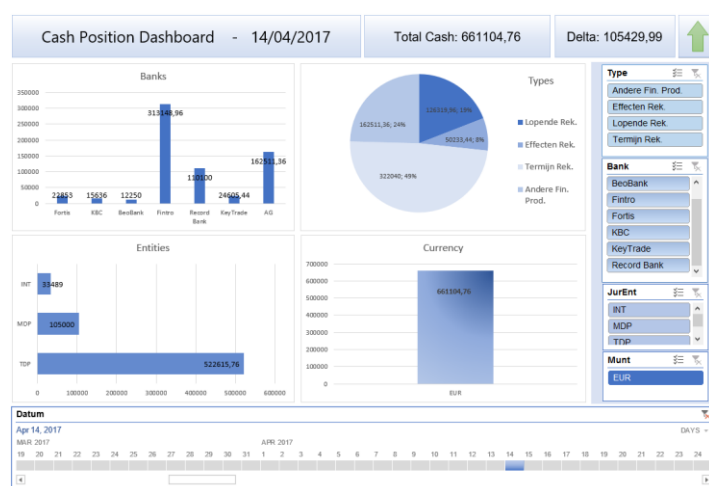 Cash Position Dashboard - 14/04/2017
Total Cash: 661104,76
Delta: 105429,99
Banks
350000
300000
250000
200000
150000
100000
50000
0
22853
15636
12250
313148,96
110100
24605,44
162511,36
Fortis
KBC
BeoBank
Fintro
Record Bank
KeyTrade
AG
Types
162511,36; 24%
126319,96; 19%
50233,44; 8%
322040; 49%
Lopende Rek.
Effecten Rek.
Termijn Rek.
Andere Fin.
Prod.
Type
Andere Fin. Prod.
Effecten Rek.
Lopende Rek.
Termijn Rek.
Bank
BeoBank
Fintro
Fortis
KBC
KeyTrade
Record Bank
Entities
INT
33489
MDP
105000
TDP
522615,76
0 100000 200000 300000 400000 500000 600000
Currency
700000
600000
500000
400000
300000
200000
100000
0
661104,76
EUR
JurEnt
INT
MDP
TDP
Munt
EUR
Datum
Apr 14, 2017
DAYS
MAR 2017
APR 2017
19 20 21 22 23 24 25 26 27 28 29 30 31 1 2 3 4 5 6 7 8 9 10 11 12 13 14 15 16 17 18 19 20 21 22 23 24